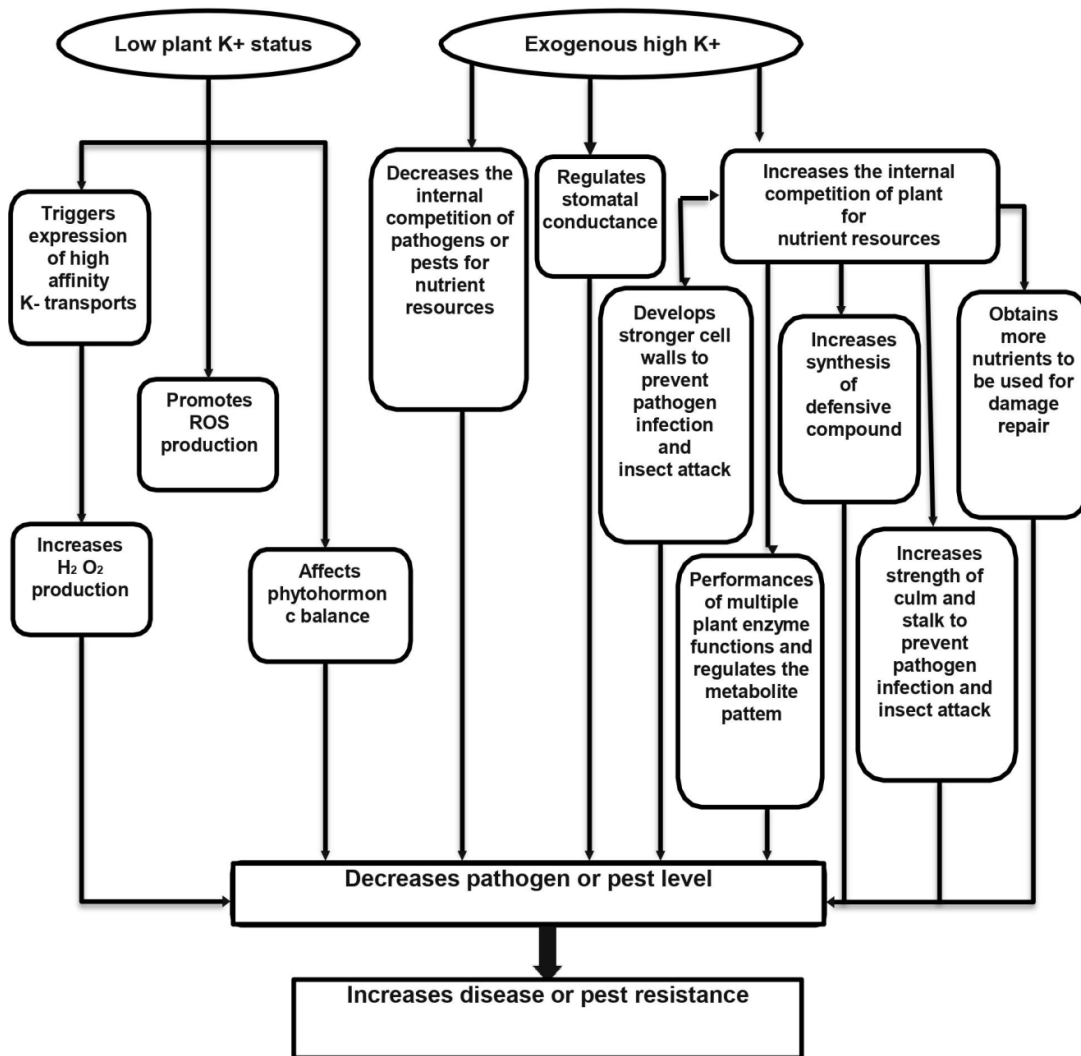 Low plant K+ status
Exogenous high K+
Triggers
expression
of high
affinity
K- transports
Promotes
ROS
production
Increases
H₂ O₂
production
Affects
phytohormon
c balance
Decreases the
internal
competition of
pathogens or
pests for
nutrient
resources
Regulates
stomatal
conductance
Increases the internal
competition of plant
for
nutrient resources
Develops
stronger cell
walls to
prevent
pathogen
infection
and
insect attack
Performances
of multiple
plant enzyme
functions and
regulates the
metabolite
pattem
Increases
synthesis
of
defensive
compound
Increases
strength of
culm and
stalk to
prevent
pathogen
infection and
insect attack
Obtains
more
nutrients to
be used for
damage
repair
Decreases pathogen or pest level
Increases disease or pest resistance